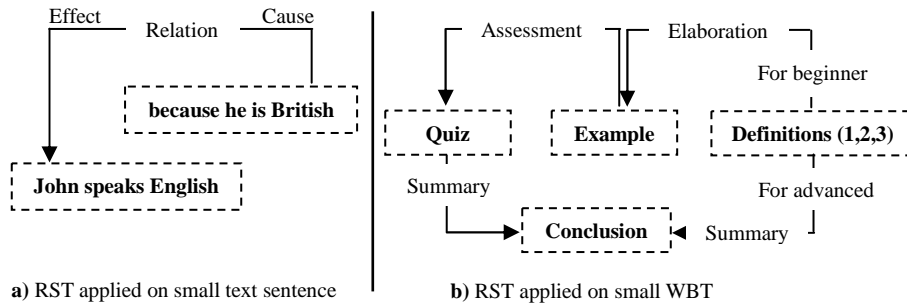 Effect
Cause
Relation
because he is British
John speaks English
a) RST applied on small text sentence
Assessment
Elaboration
For beginner
Quiz
Example
Definitions (1,2,3)
Summary
For advanced
Conclusion
Summary
b) RST applied on small WBT